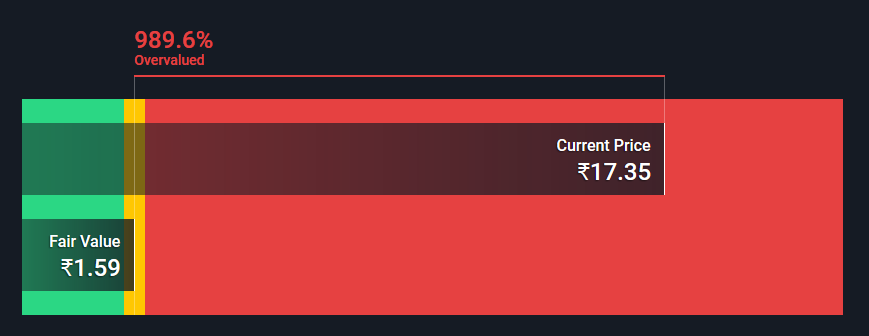 989.6%
Overvalued
Current Price
₹17.35
Fair Value
₹1.59